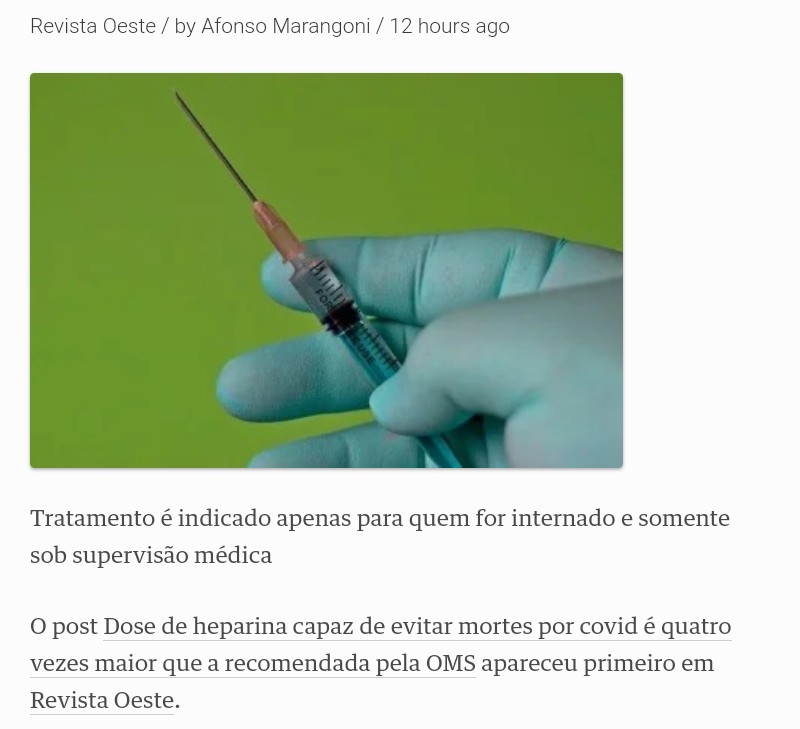 Revista Oeste / by Afonso Marangoni / 12 hours ago
Tratamento é indicado apenas para quem for internado e somente
sob supervisão médica
O post Dose de heparina capaz de evitar mortes por covid é quatro
vezes maior que a recomendada pela OMS apareceu primeiro em
Revista Oeste.